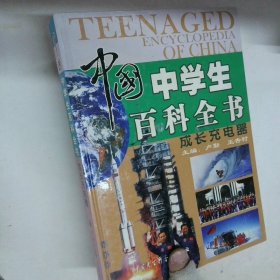 TEENAGED
ENCYCLOPEDIA
OF CHINA
中国
中学生
百科全书
成长充电器
主编